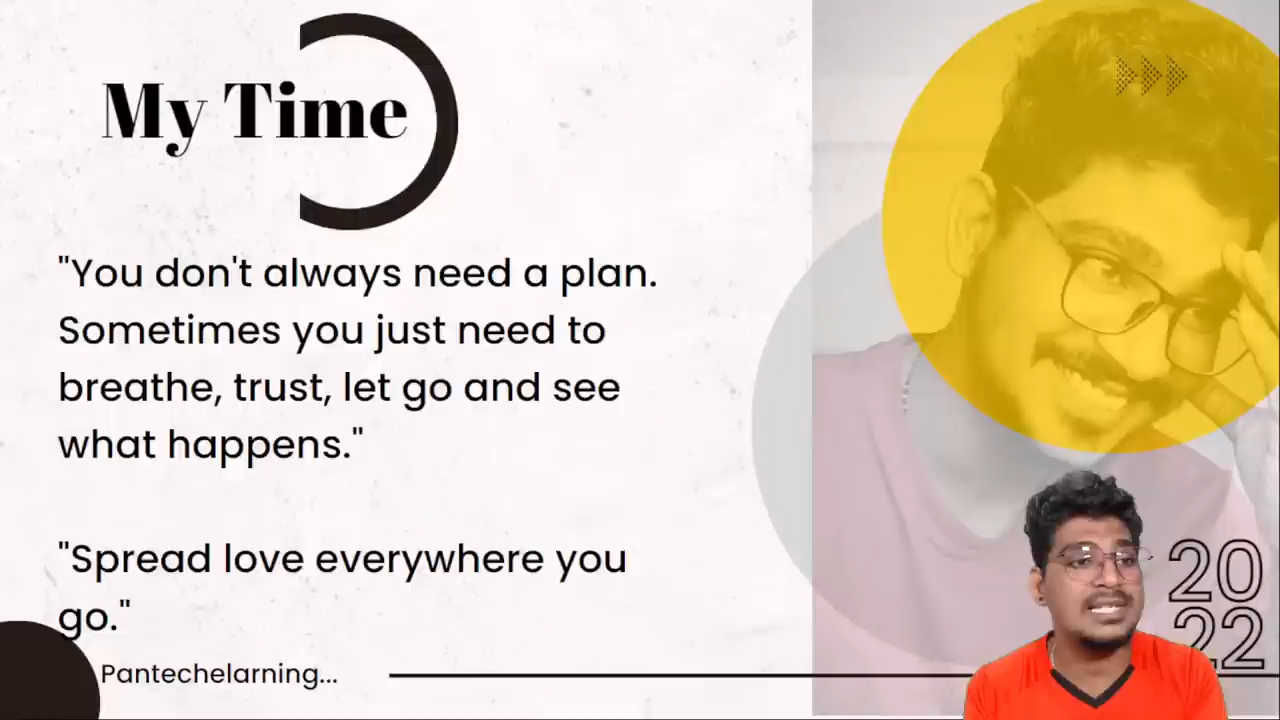 My Time
"You don't always need a plan.
Sometimes you just need to
breathe, trust, let go and see
what happens."
"Spread love everywhere you
go."
Pantechelarning...
20
22